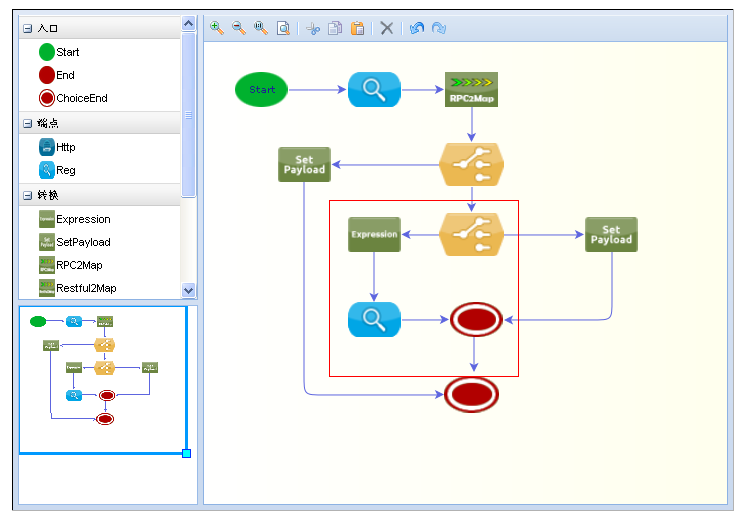 入口
Start
End
ChoiceEnd
端点
Http
Reg
转换
Expression
SetPayload
RPC2Map
Restful2Map
Start
RPC2Map
Set
Payload
Expression
Set
Payload